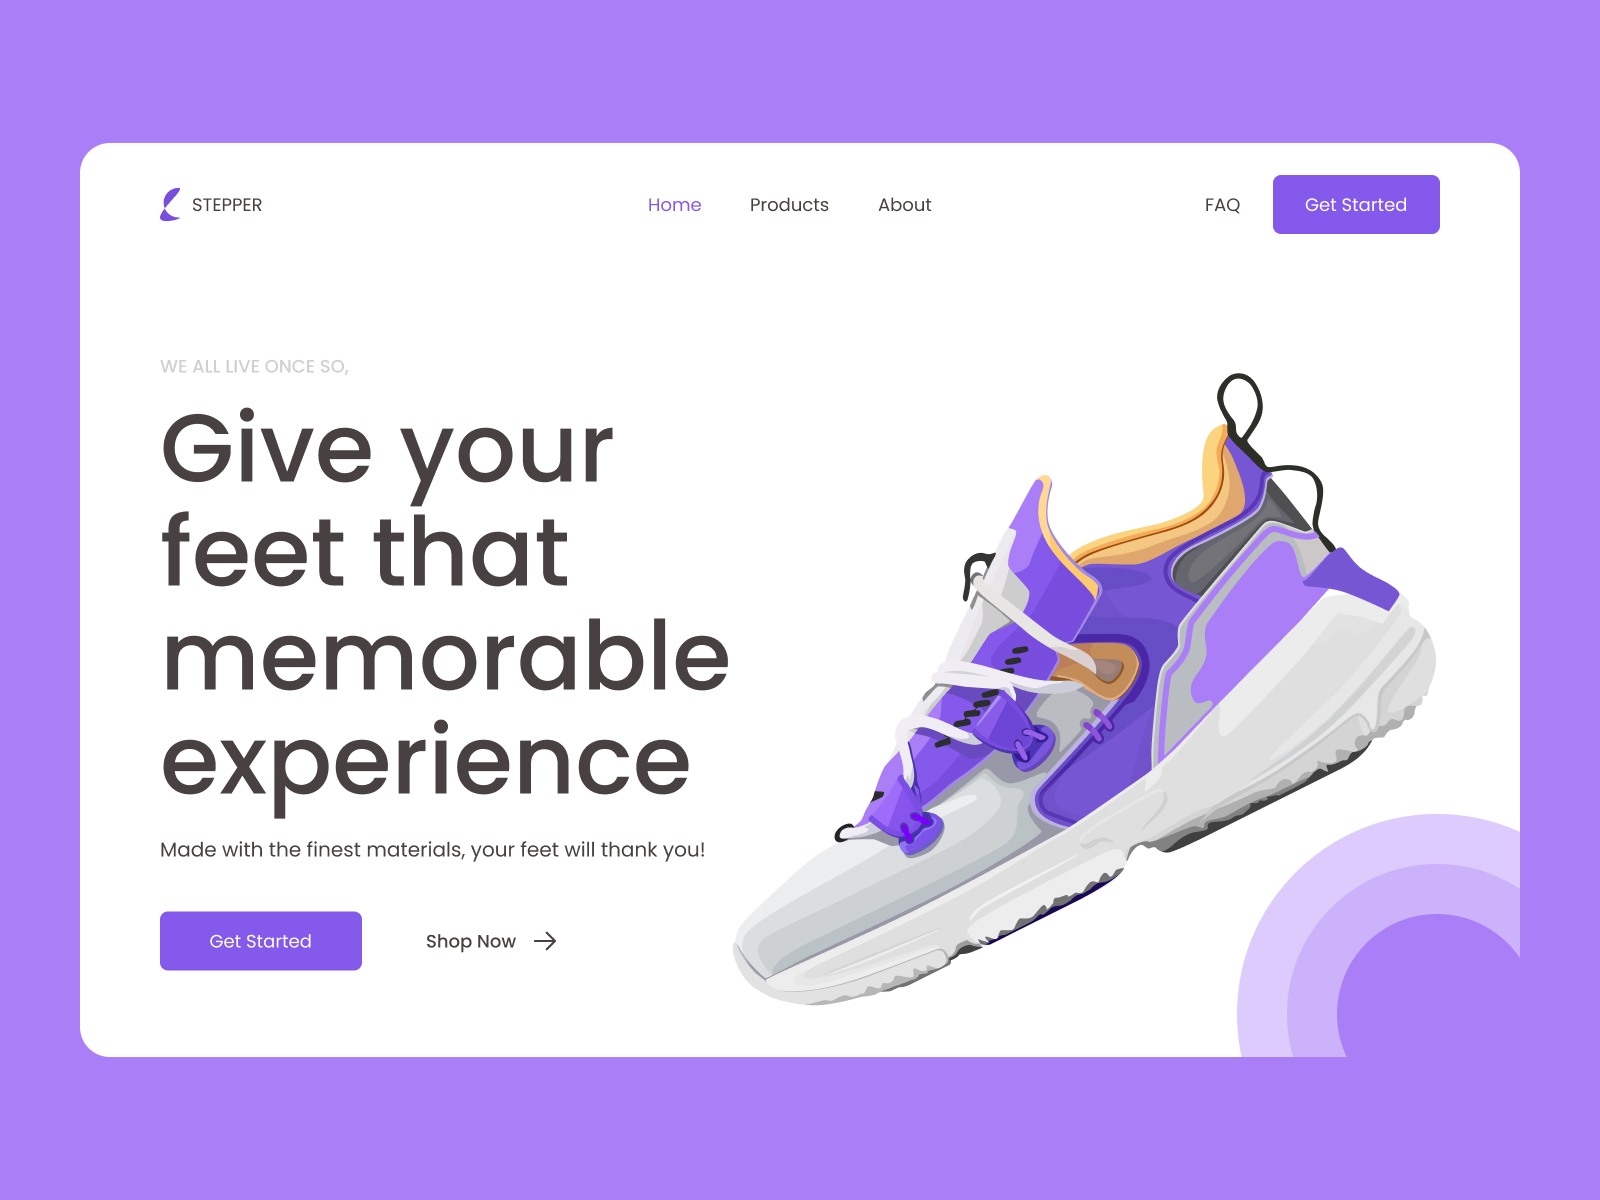 STEPPER
Home Products About
FAQ Get Started
WE ALL LIVE ONCE SO,
Give your
feet that
memorable
experience
Made with the finest materials, your feet will thank you!
Get Started Shop Now